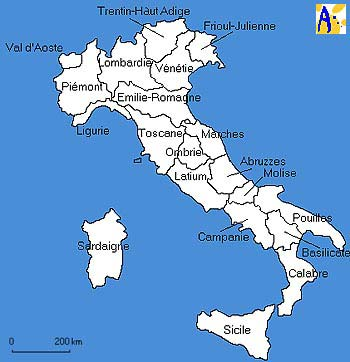 Trentin-Haut Adige
Frioul-Julienne
Val d'Aoste
Lombardie
Vénétie
Piémont
Emilie-Romagne
Ligurie
Toscane
Marches
Ombrie
Abruzzes
Molise
Latium
Pouilles
Campanie
Basilicate
Sardaigne
Calabre
Sicile
0 200 km
A